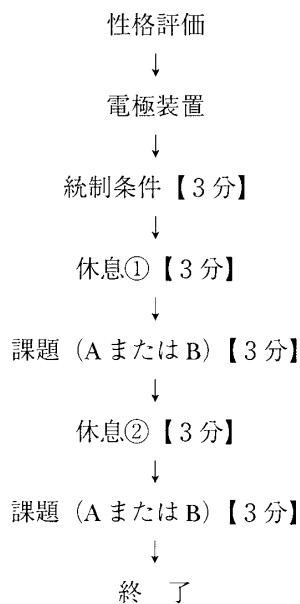 性格評価
↓
電極装置
↓
統制条件【3分】
↓
休息①【3分】
↓
課題（AまたはB）【3分】
↓
休息②【3分】
↓
課題（AまたはB）【3分】
↓
終　了